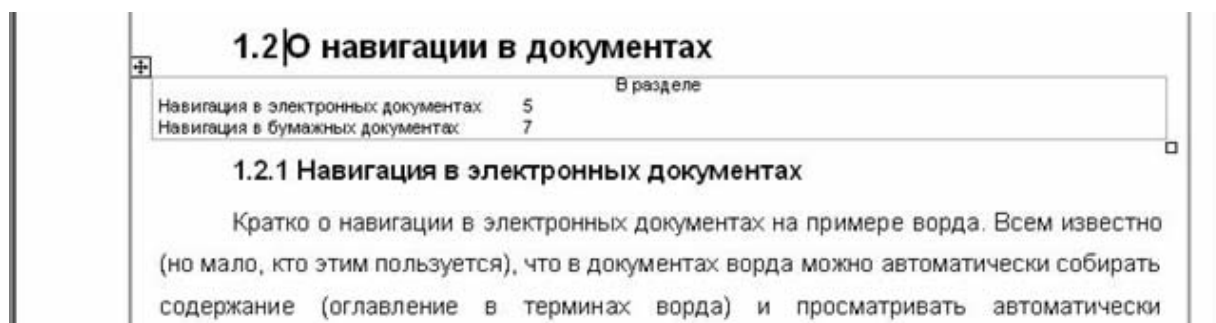 1.2 О навигации в документах
В разделе
Навигация в электронных документах 5
Навигация в бумажных документах 7
1.2.1 Навигация в электронных документах
Кратко о навигации в электронных документах на примере ворда. Всем известно
(но мало, кто этим пользуется), что в документах ворда можно автоматически собирать
содержание (оглавление в терминах ворда) и просматривать автоматически